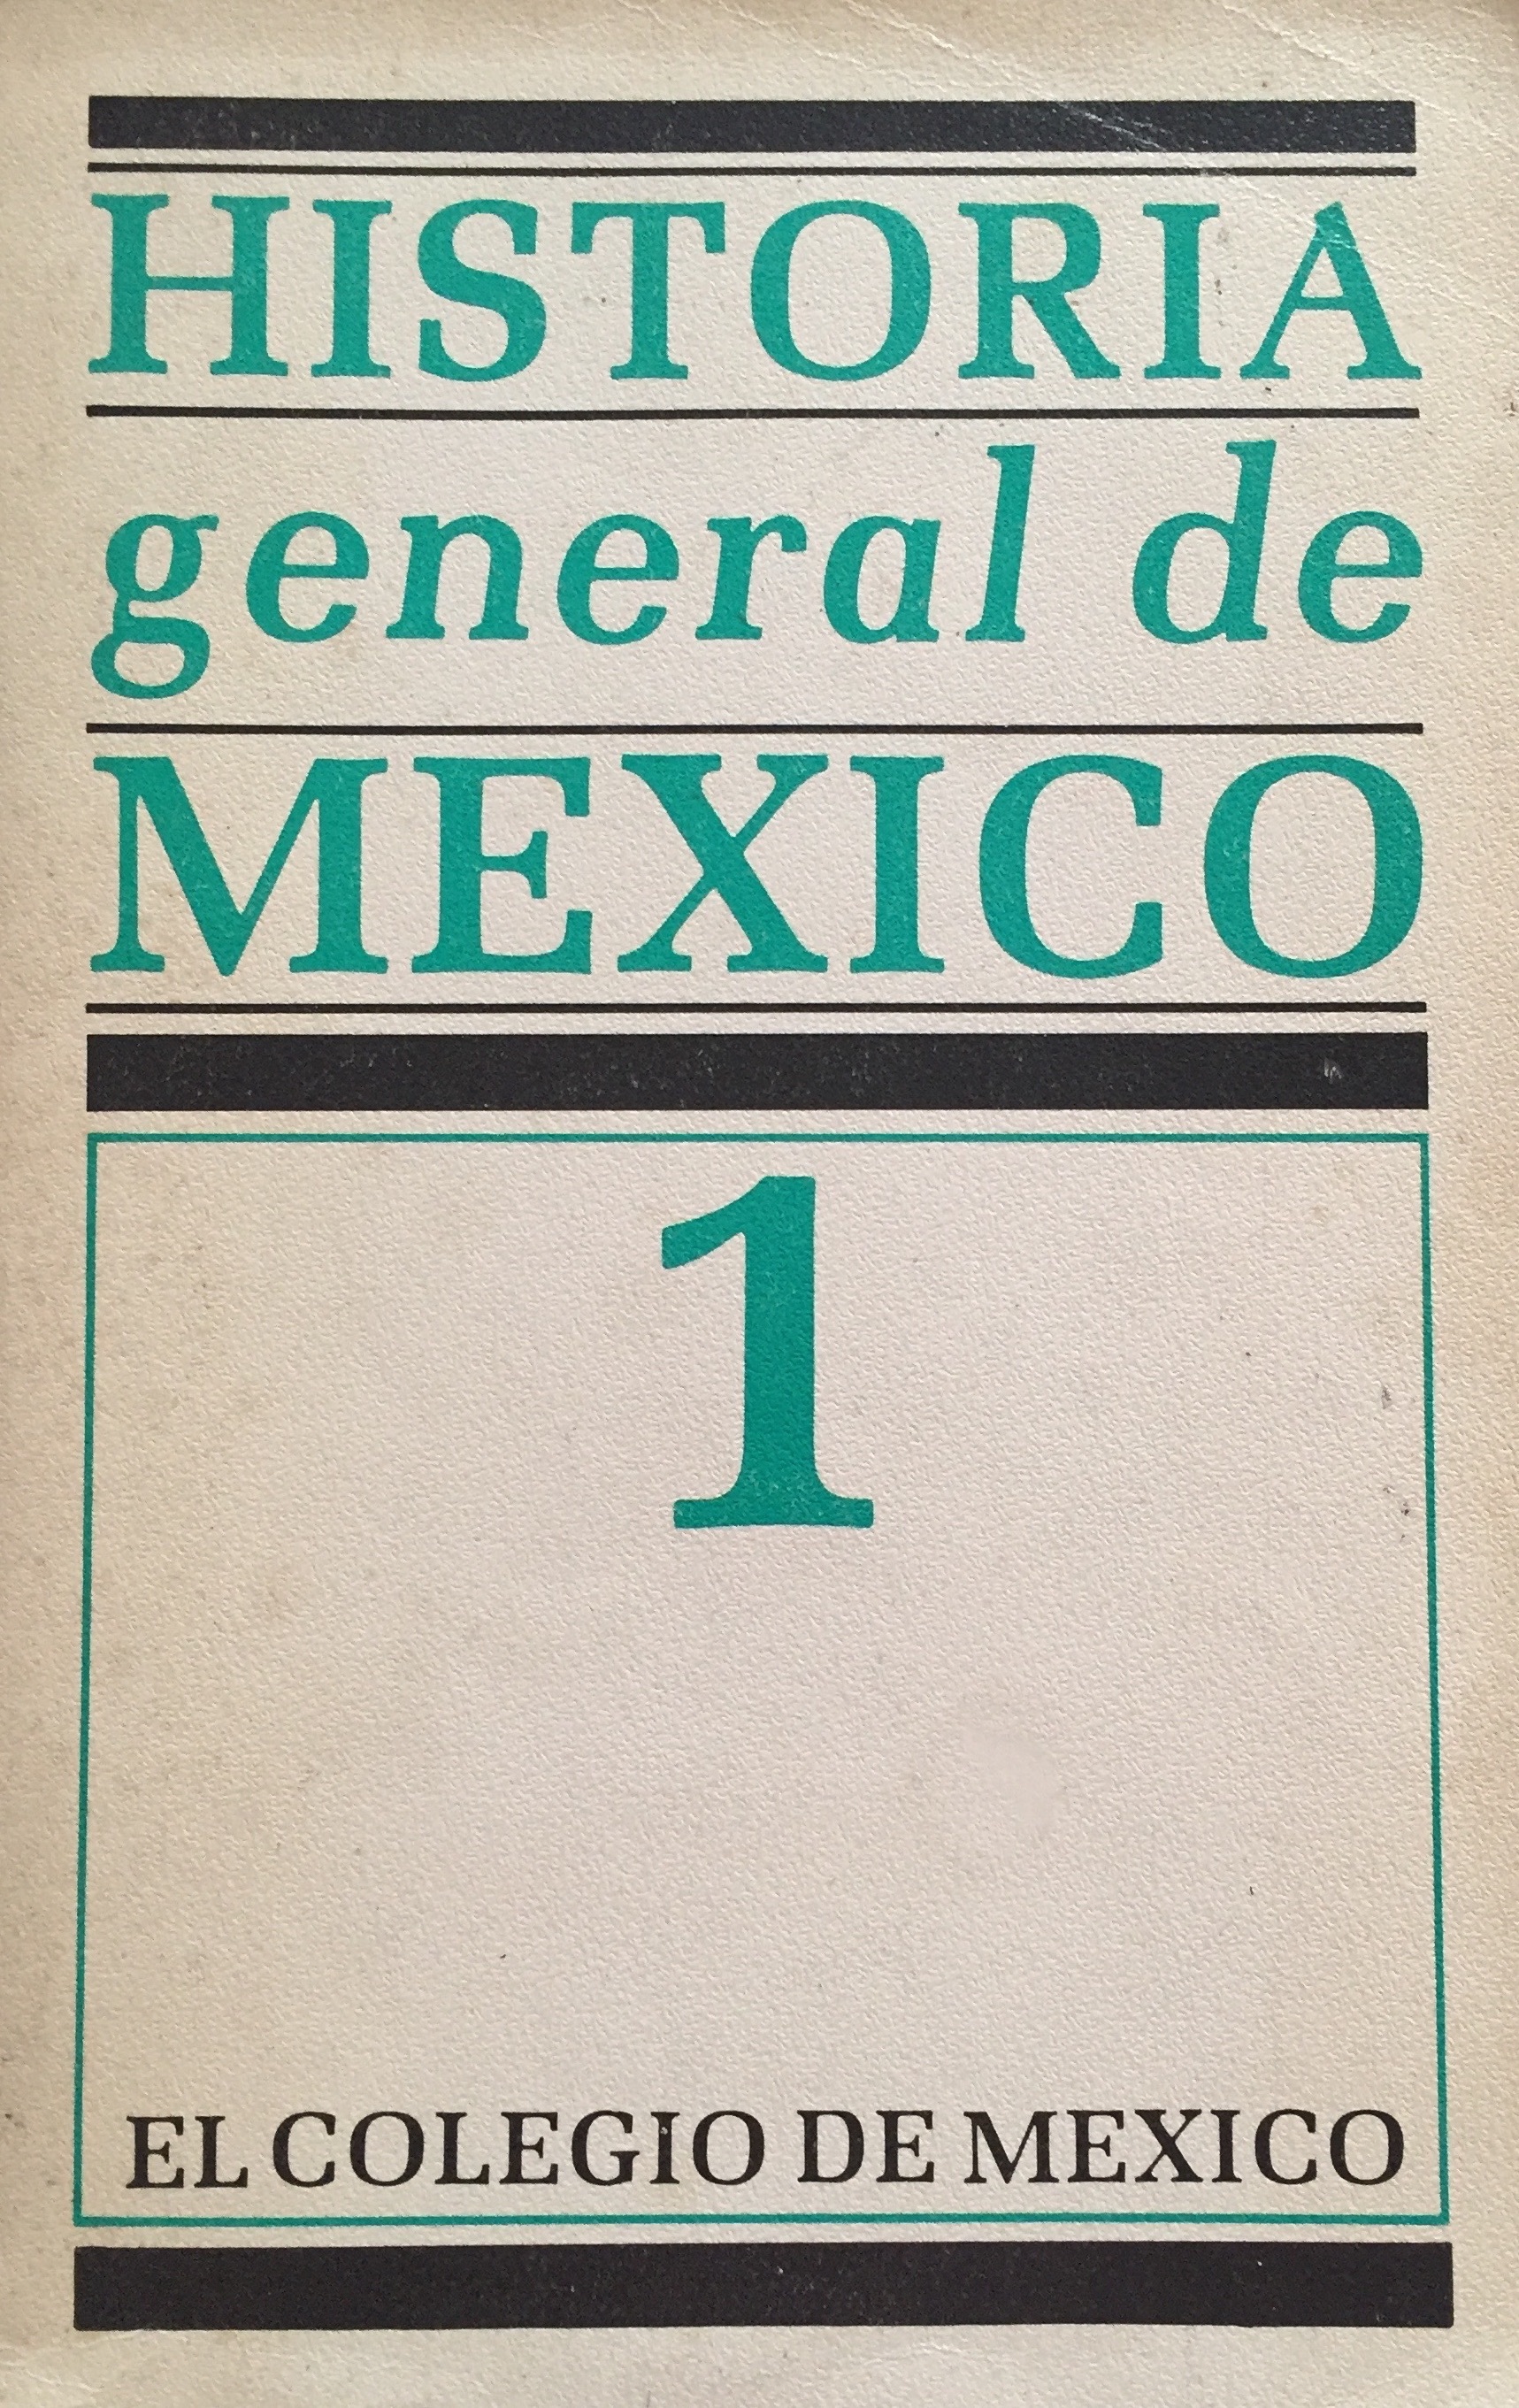 HISTORIA
general de
MEXICO
1
EL COLEGIO DE MEXICO